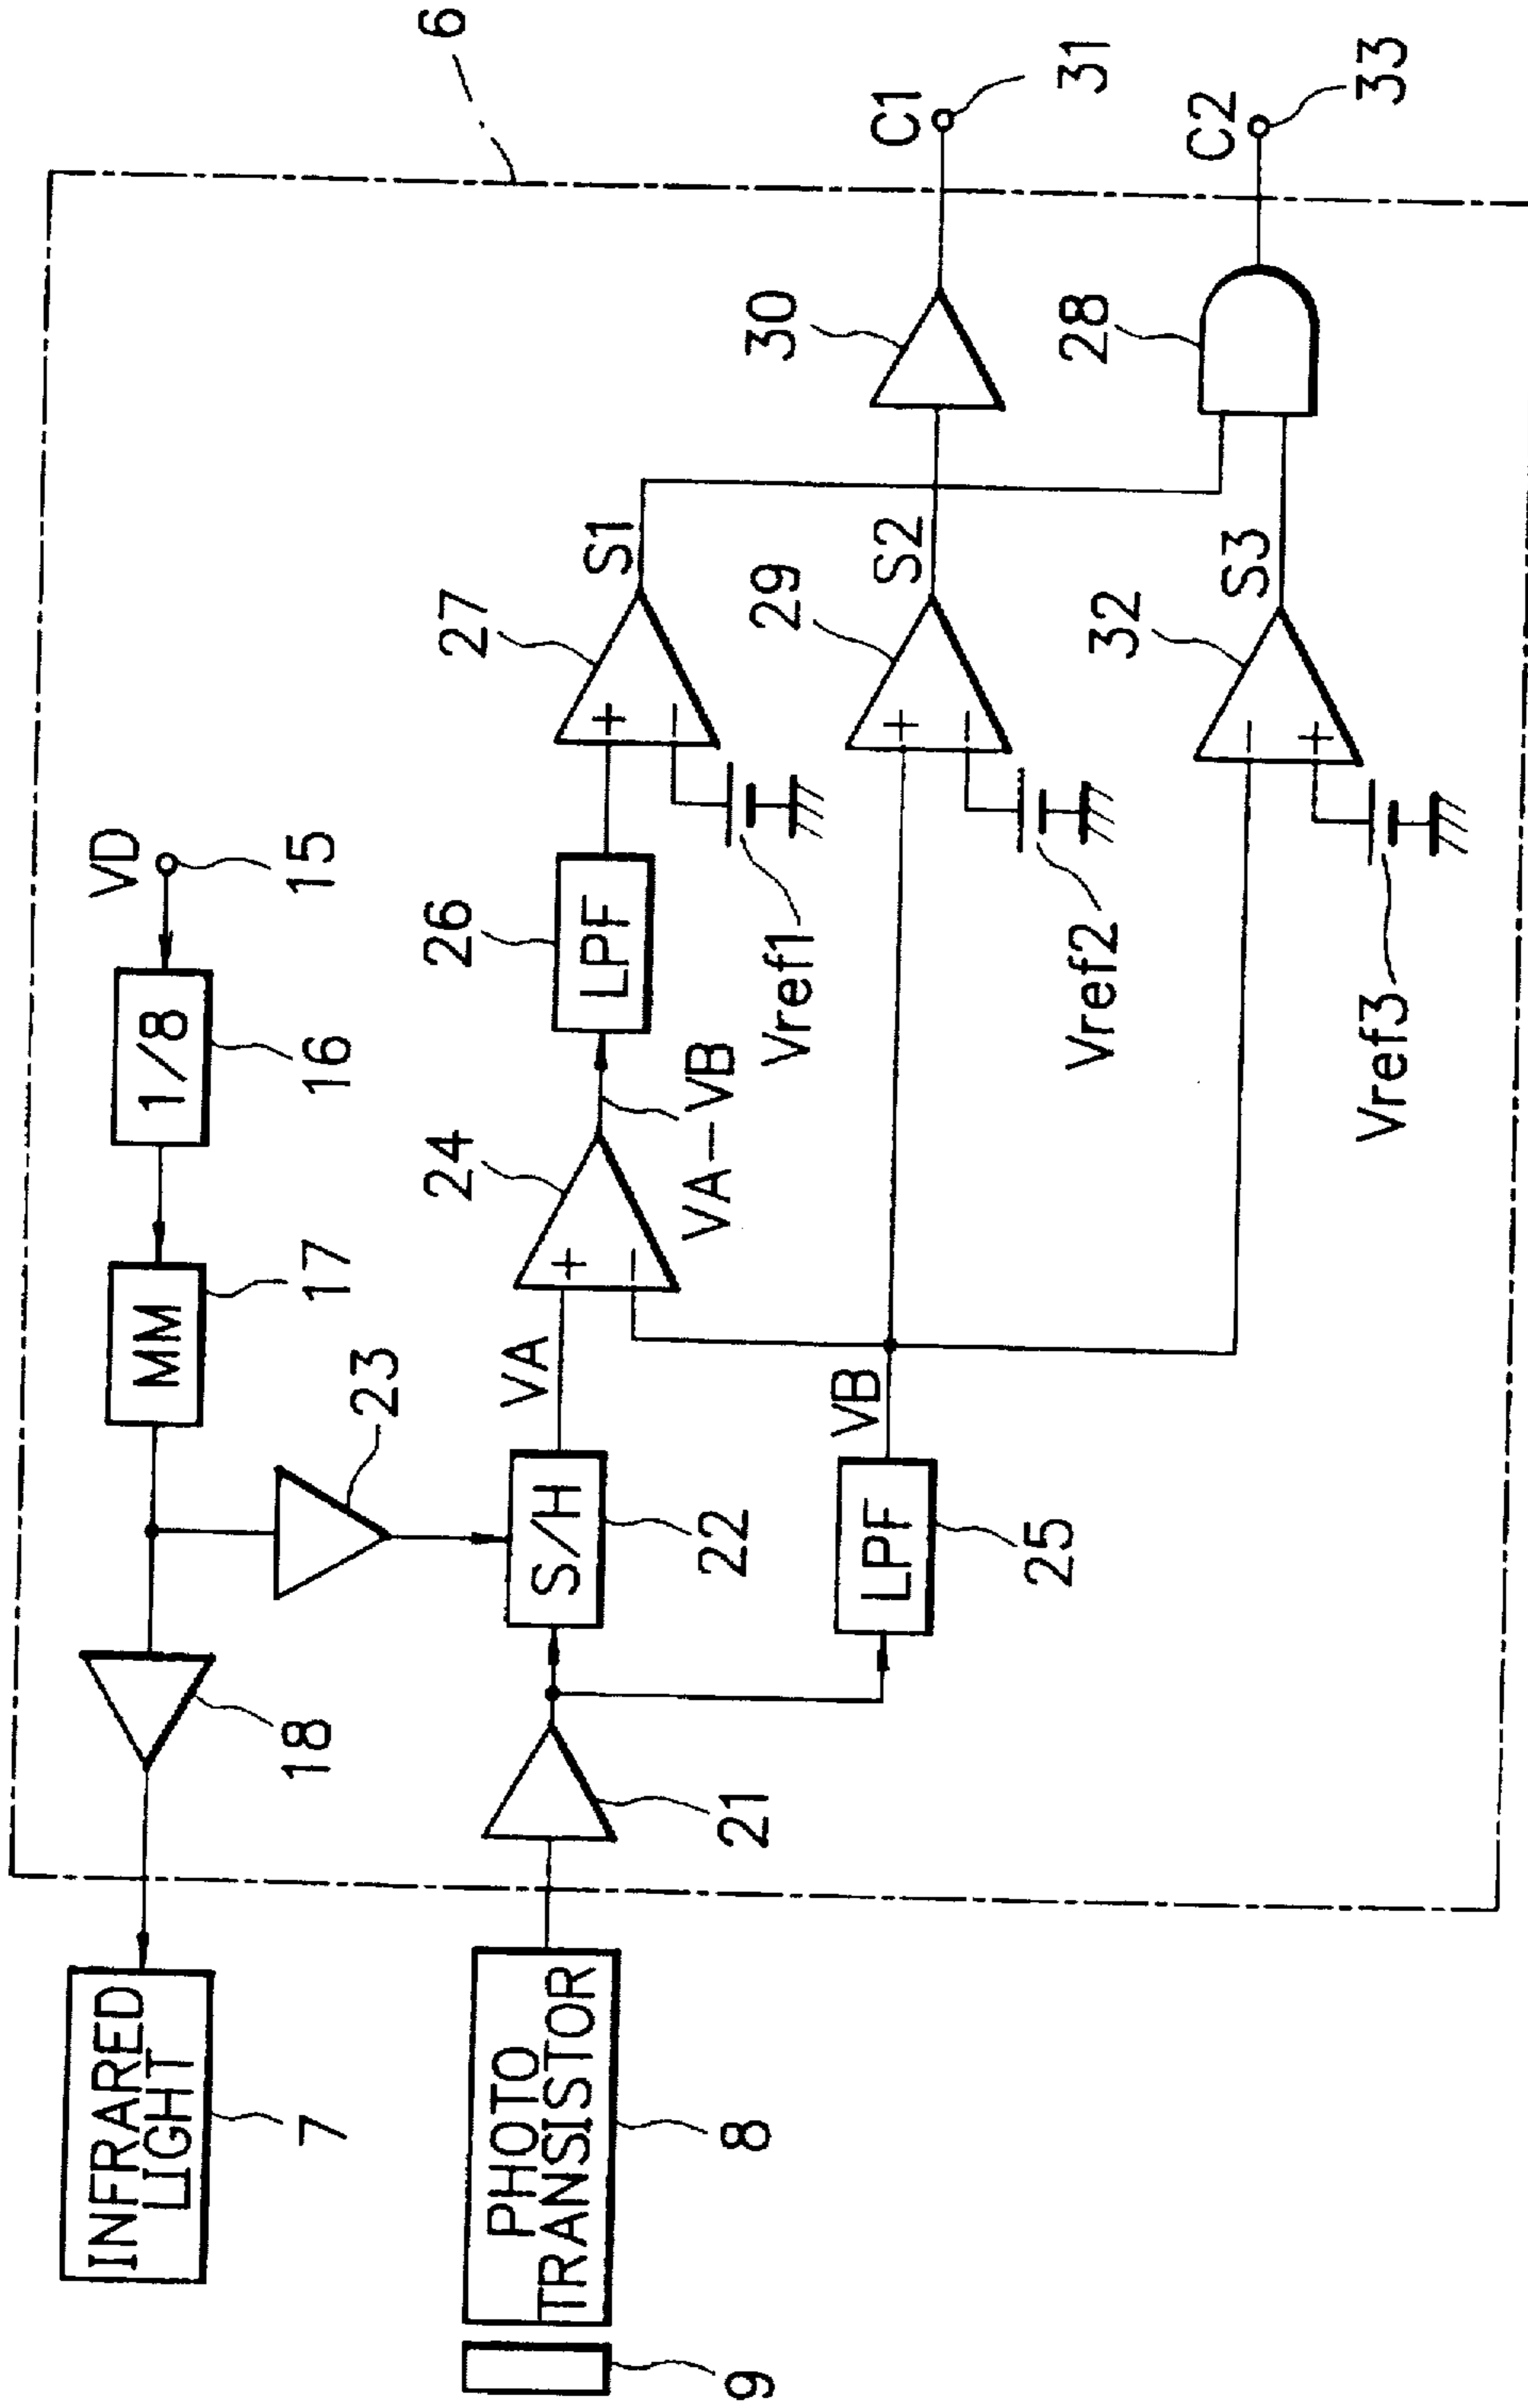 6
VD
15
1/8
16
MM
17
18
INFRARED
LIGHT
7
23
VA
S/H
22
24
+
−
VA−VB
26
LPF
27
+
−
S1
Vref1
30
C1
31
29
+
−
S2
Vref2
28
C2
33
32
−
+
S3
Vref3
VB
LPF
25
21
PHOTO
TRANSISTOR
8
9